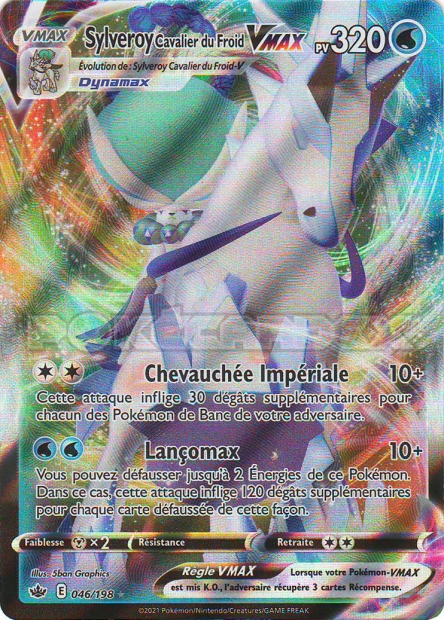 VMAX
Sylveroy Cavalier du Froid VMAX PV 320
Évolution de : Sylveroy Cavalier du Froid-V
Dynamax
POKÉCARDEX
Chevauchée Impériale 10+
Cette attaque inflige 30 dégâts supplémentaires pour
chacun des Pokémon de Banc de votre adversaire.
Lançomax 10+
Vous pouvez défausser jusqu'à 2 Énergies de ce Pokémon.
Dans ce cas, cette attaque inflige 120 dégâts supplémentaires
pour chaque carte défaussée de cette façon.
Faiblesse ×2 Résistance Retraite
Illus. 5ban Graphics
Règle VMAX
Lorsque votre Pokémon-VMAX
est mis K.O., l'adversaire récupère 3 cartes Récompense.
E 046/198
©2021 Pokémon/Nintendo/Creatures/GAME FREAK